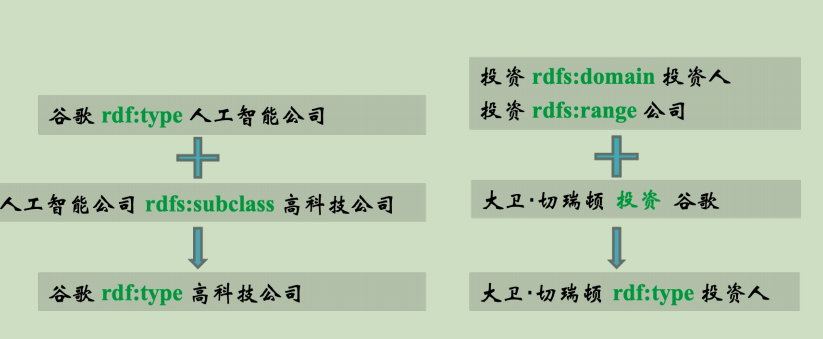 谷歌 rdf:type 人工智能公司
人工智能公司 rdfs:subclass 高科技公司
谷歌 rdf:type 高科技公司
投资 rdfs:domain 投资人
投资 rdfs:range 公司
大卫·切瑞顿 投资 谷歌
大卫·切瑞顿 rdf:type 投资人